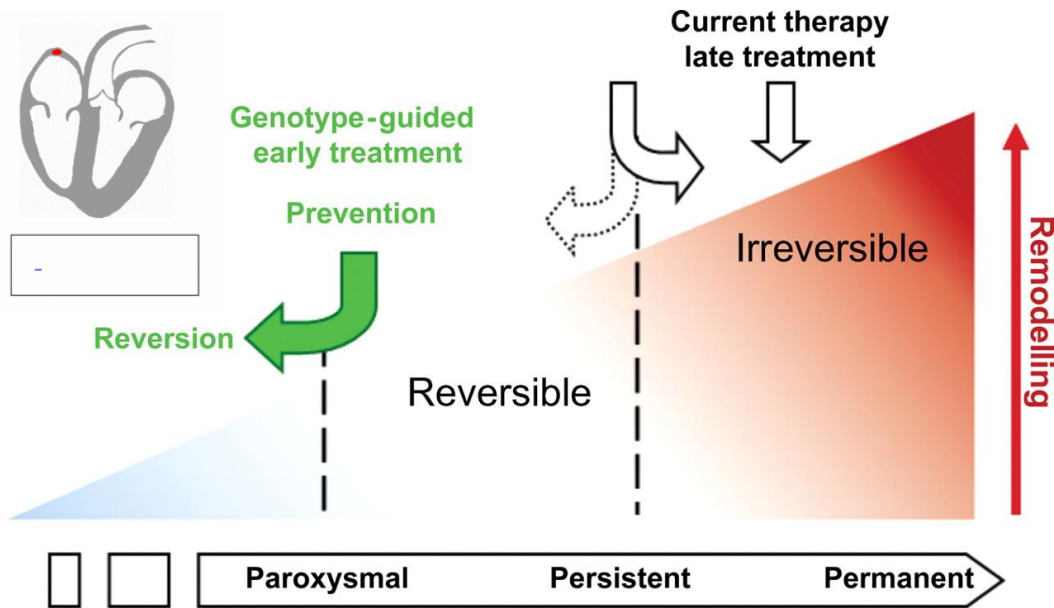 Current therapy
late treatment
Genotype-guided
early treatment
Prevention
Reversion
-
Reversible
Irreversible
Remodelling
Paroxysmal
Persistent
Permanent